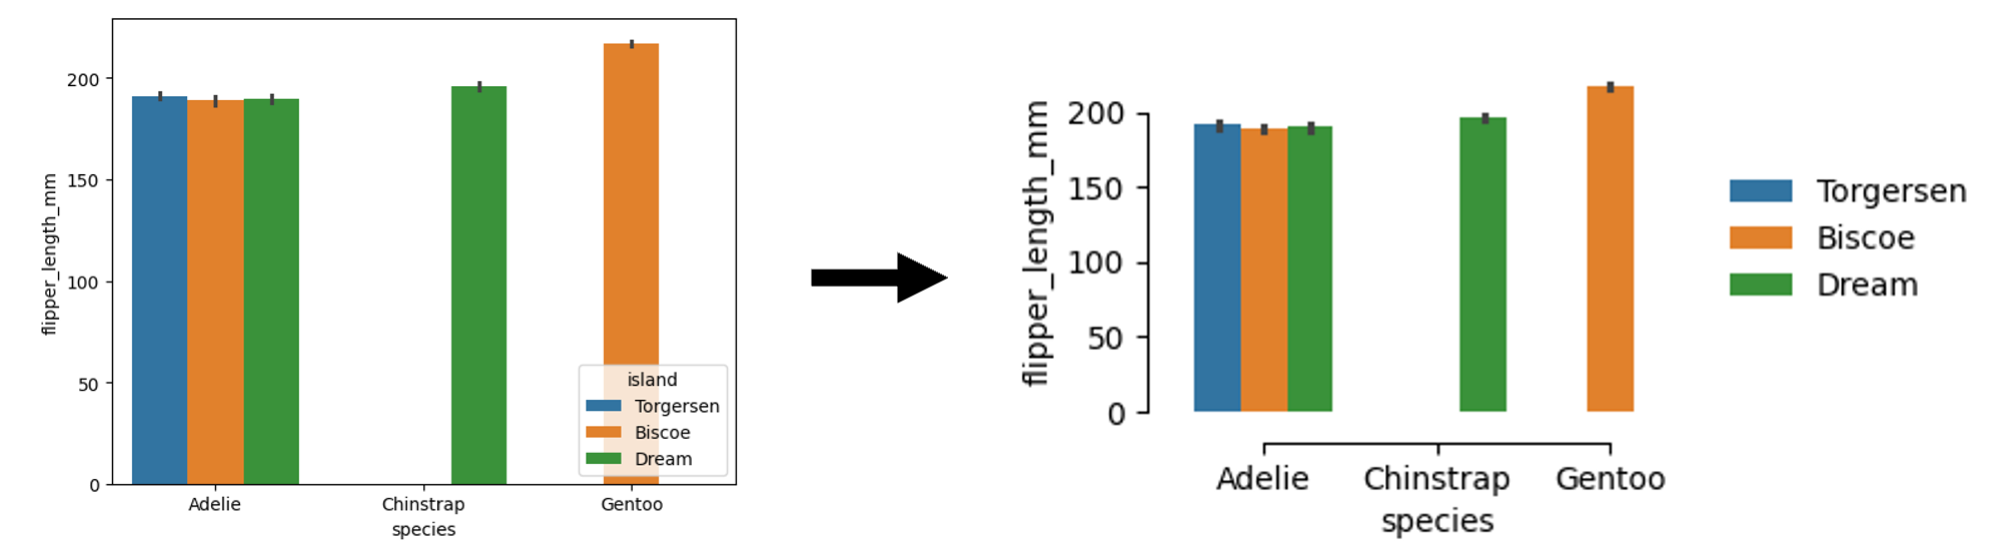 flipper_length_mm
200
150
100
50
0
island
Torgersen
Biscoe
Dream
Adelie Chinstrap Gentoo
species
flipper_length_mm
200
150
100
50
0
Adelie Chinstrap Gentoo
species
Torgersen
Biscoe
Dream